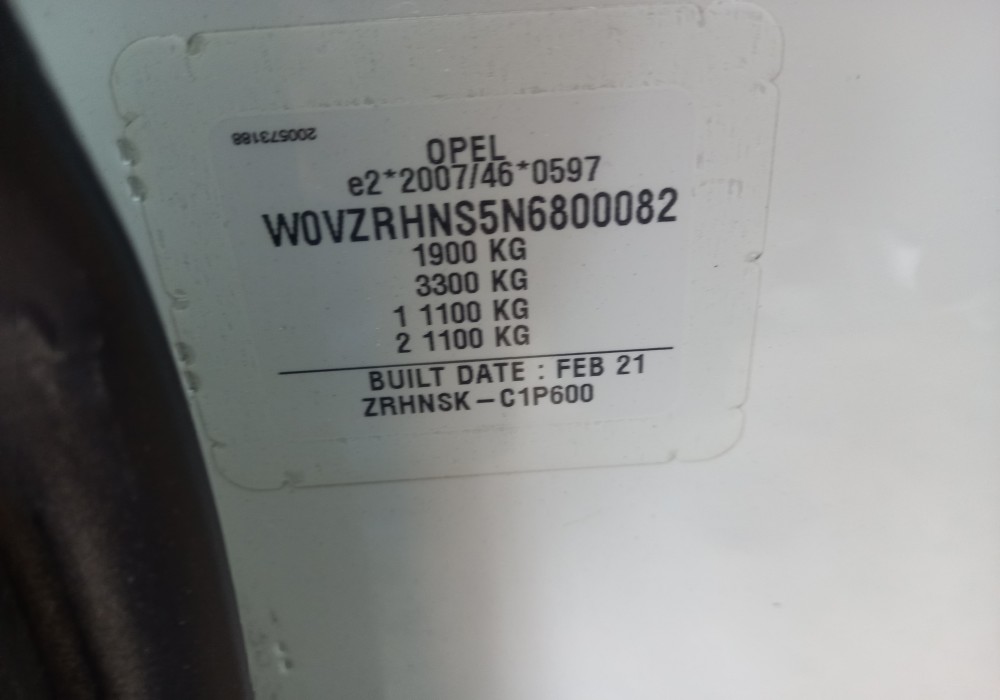 200573188
OPEL
e2*2007/46*0597
W0VZRHNS5N6800082
1900 KG
3300 KG
1 1100 KG
2 1100 KG
BUILT DATE : FEB 21
ZRHNSK-C1P600